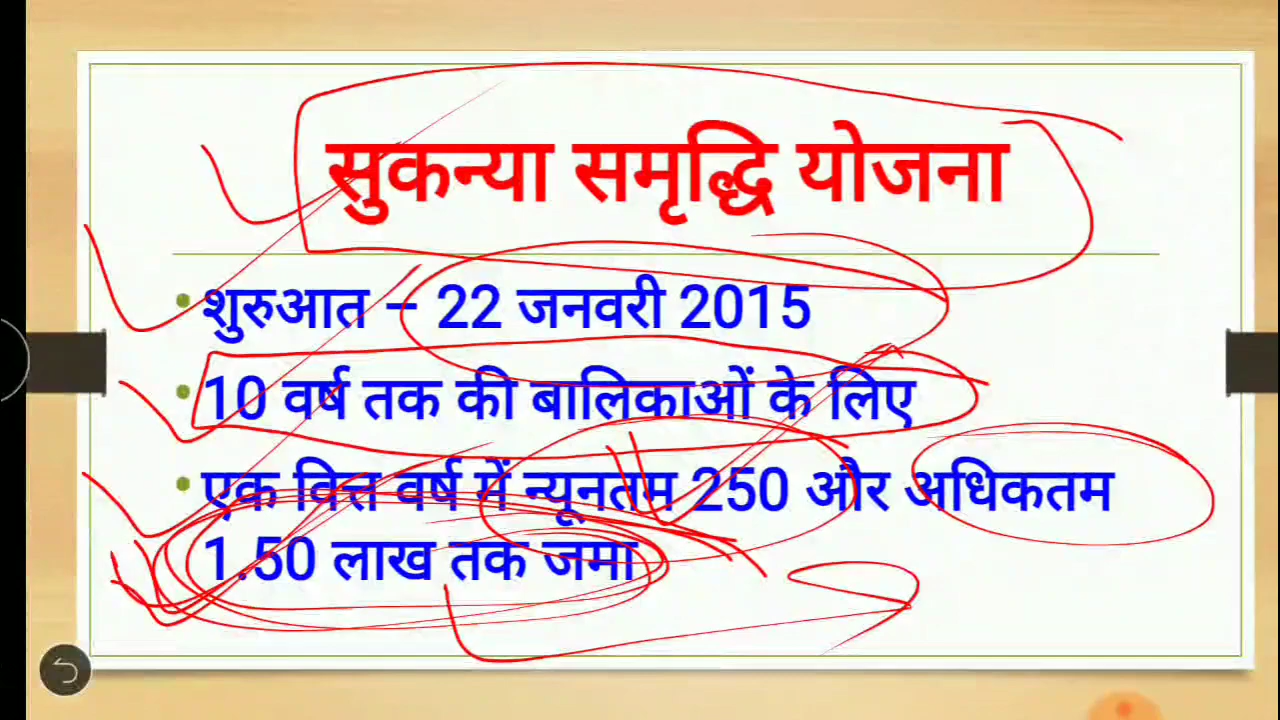 सुकन्या समृद्धि योजना
• शुरुआत – 22 जनवरी 2015
• 10 वर्ष तक की बालिकाओं के लिए
• एक वित्त वर्ष में न्यूनतम 250 और अधिकतम
1.50 लाख तक जमा